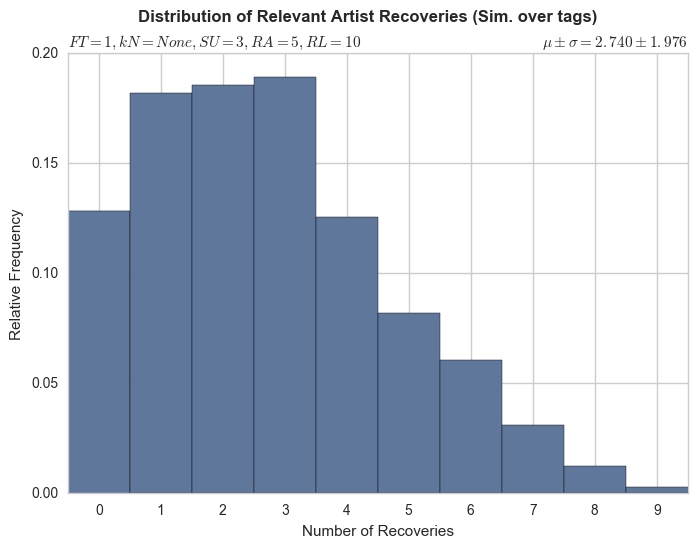 Distribution of Relevant Artist Recoveries (Sim. over tags)
FT = 1, kN = None, SU = 3, RA = 5, RL = 10
μ ± σ = 2.740 ± 1.976
0.20
0.15
0.10
0.05
0.00
Relative Frequency
0 1 2 3 4 5 6 7 8 9
Number of Recoveries